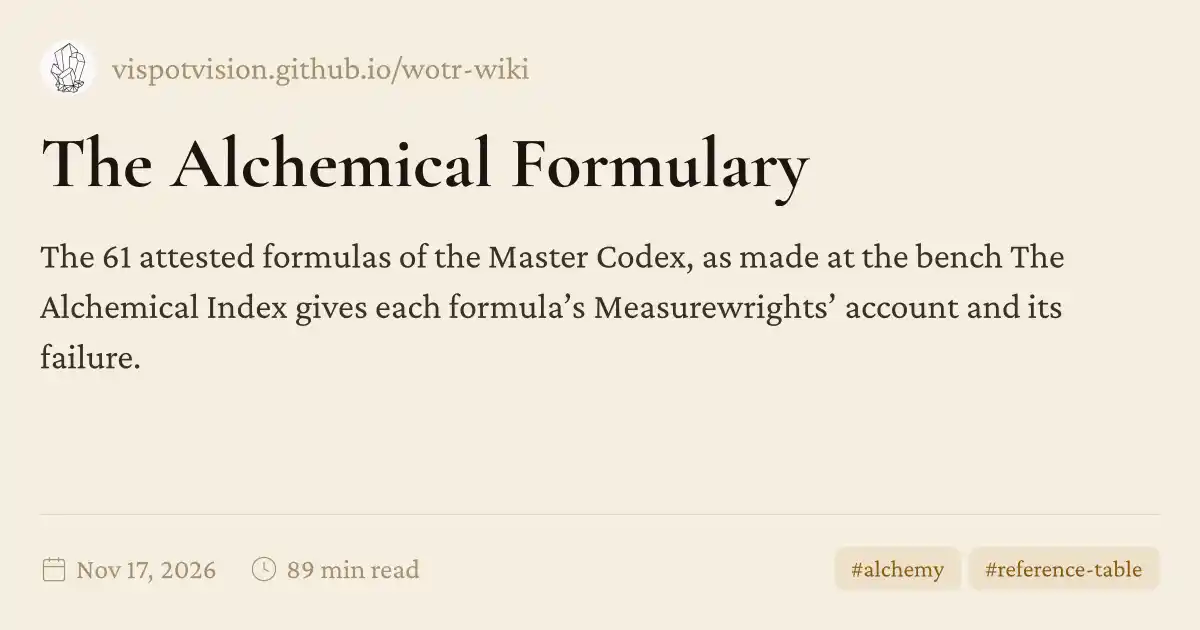 vispotvision.github.io/wotr-wiki
The Alchemical Formulary
The 61 attested formulas of the Master Codex, as made at the bench The
Alchemical Index gives each formula’s Measurewrights’ account and its
failure.
Nov 17, 2026 89 min read #alchemy #reference-table